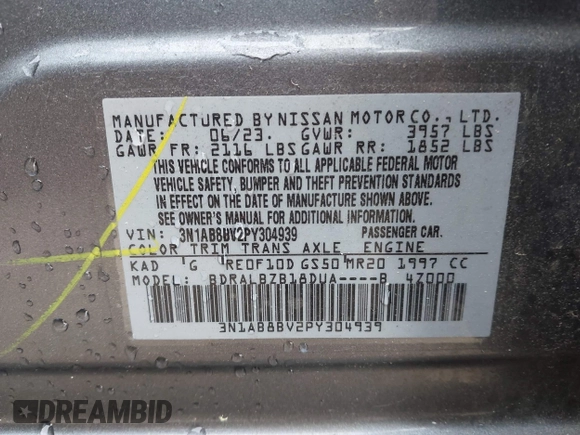 MANUFACTURED BY NISSAN MOTOR CO., LTD.
DATE: 06/23. GVWR: 3957 LBS
GAWR FR: 2116 LBS GAWR RR: 1852 LBS
THIS VEHICLE CONFORMS TO ALL APPLICABLE FEDERAL MOTOR
VEHICLE SAFETY, BUMPER AND THEFT PREVENTION STANDARDS
IN EFFECT ON THE DATE OF MANUFACTURE SHOWN ABOVE.
SEE OWNER'S MANUAL FOR ADDITIONAL INFORMATION.
VIN: 3N1AB8BV2PY304939 PASSENGER CAR.
COLOR TRIM TRANS AXLE ENGINE
KAD G RE0F10D GS50 MR20 1997 CC
MODEL: BDRALBZB18DUA----B 4Z000
3N1AB8BV2PY304939
DREAMBID